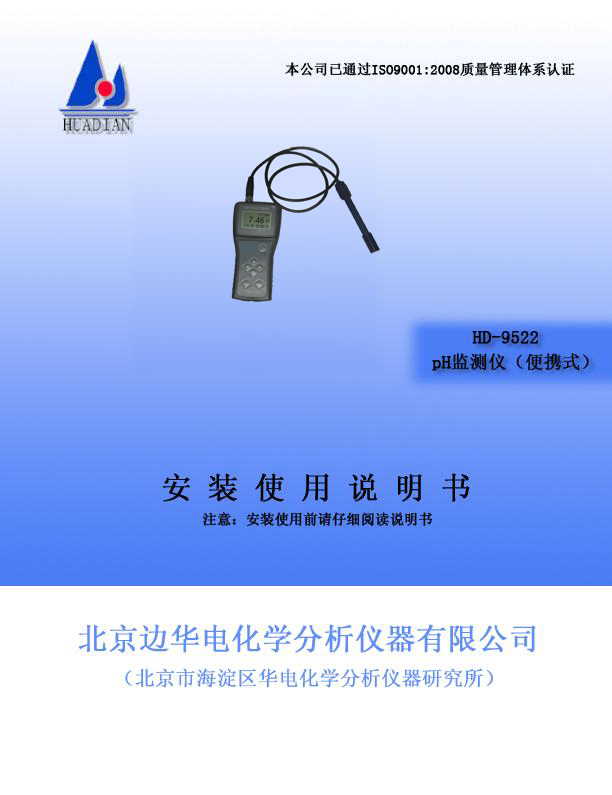 本公司已通过ISO9001:2008质量管理体系认证
HUADIAN
7.46
HD-9522
pH监测仪（便携式）
安装使用说明书
注意：安装使用前请仔细阅读说明书
北京边华电化学分析仪器有限公司
（北京市海淀区华电化学分析仪器研究所）